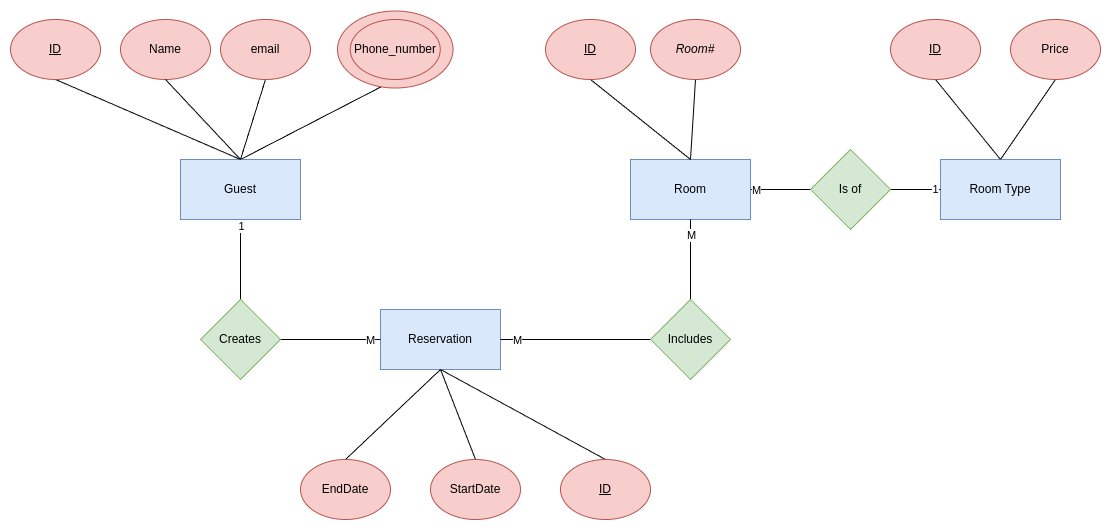 ID
Name
email
Phone_number
ID
Room#
ID
Price
Guest
Room
M
Is of
1
Room Type
1
M
Creates
M
Reservation
M
Includes
EndDate
StartDate
ID